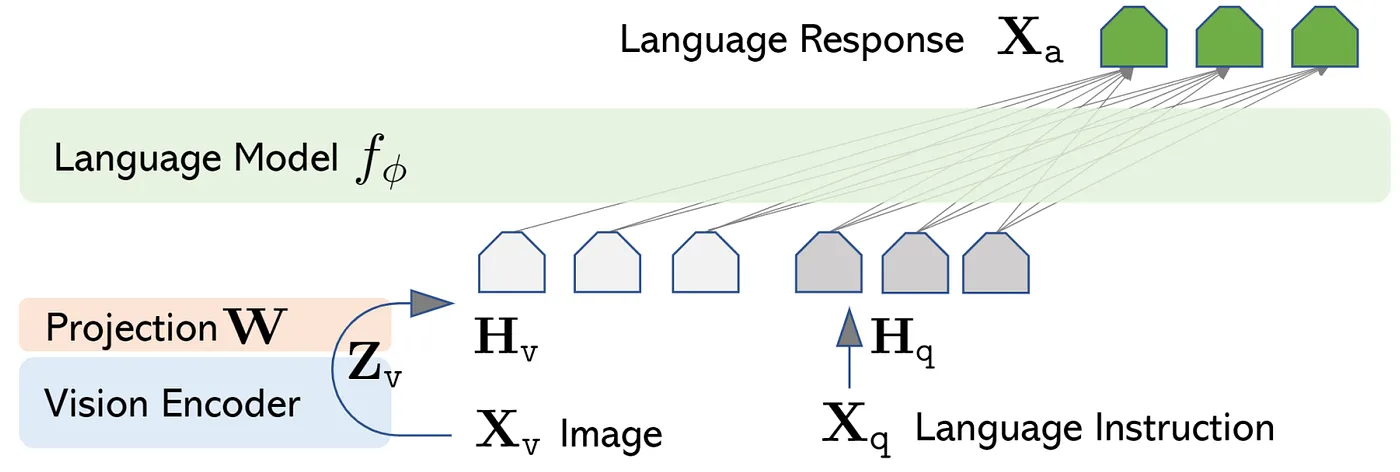 Language Response X_a
Language Model f_ϕ
Projection W
Z_v
H_v
H_q
Vision Encoder
X_v Image
X_q Language Instruction